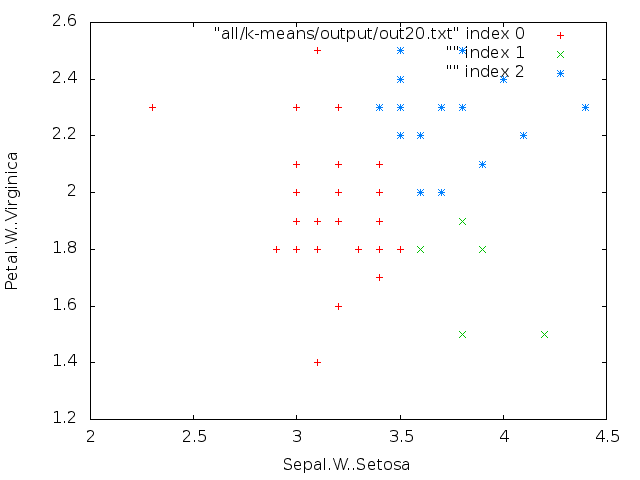 2.6
"all/k-means/output/out20.txt" index 0
"" index 1
"" index 2
2.4
2.2
2
1.8
1.6
1.4
1.2
2 2.5 3 3.5 4 4.5
Petal.W..Virginica
Sepal.W..Setosa